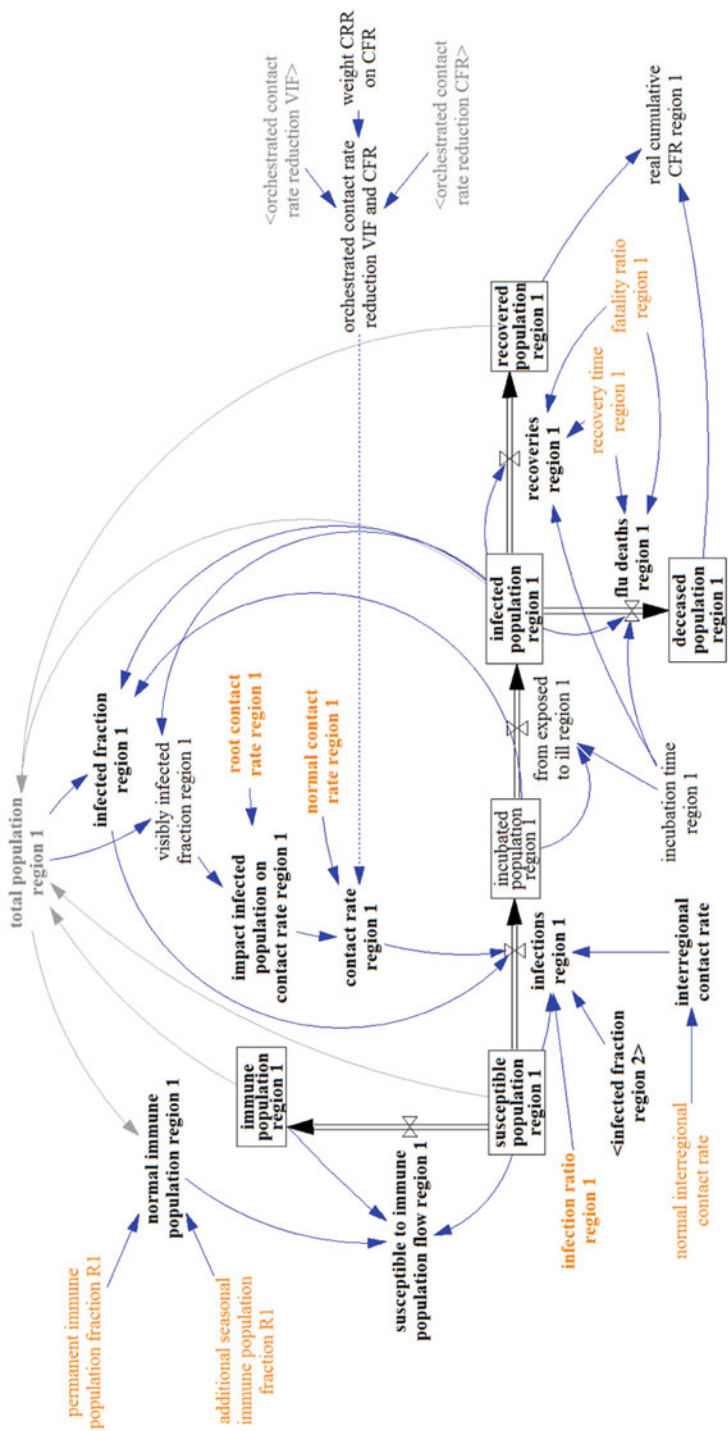 total population
region 1
permanent immune
population fraction R1
additional seasonal
immune population
fraction R1
normal immune
population region 1
infected fraction
region 1
visibly infected
fraction region 1
root contact
rate region 1
impact infected
population on
contact rate region 1
normal contact
rate region 1
contact rate
region 1
<orchestrated contact
rate reduction VIF>
weight CRR
on CFR
orchestrated contact rate
reduction VIF and CFR
<orchestrated contact
rate reduction CFR>
immune
population
region 1
susceptible to immune
population flow region 1
susceptible
population
region 1
infections
region 1
incubated
population
region 1
from exposed
to ill region 1
infected
population
region 1
recoveries
region 1
recovered
population
region 1
infection ratio
region 1
<infected fraction
region 2>
normal interregional
contact rate
interregional
contact rate
incubation time
region 1
flu deaths
region 1
recovery time
region 1
fatality ratio
region 1
deceased
population
region 1
real cumulative
CFR region 1